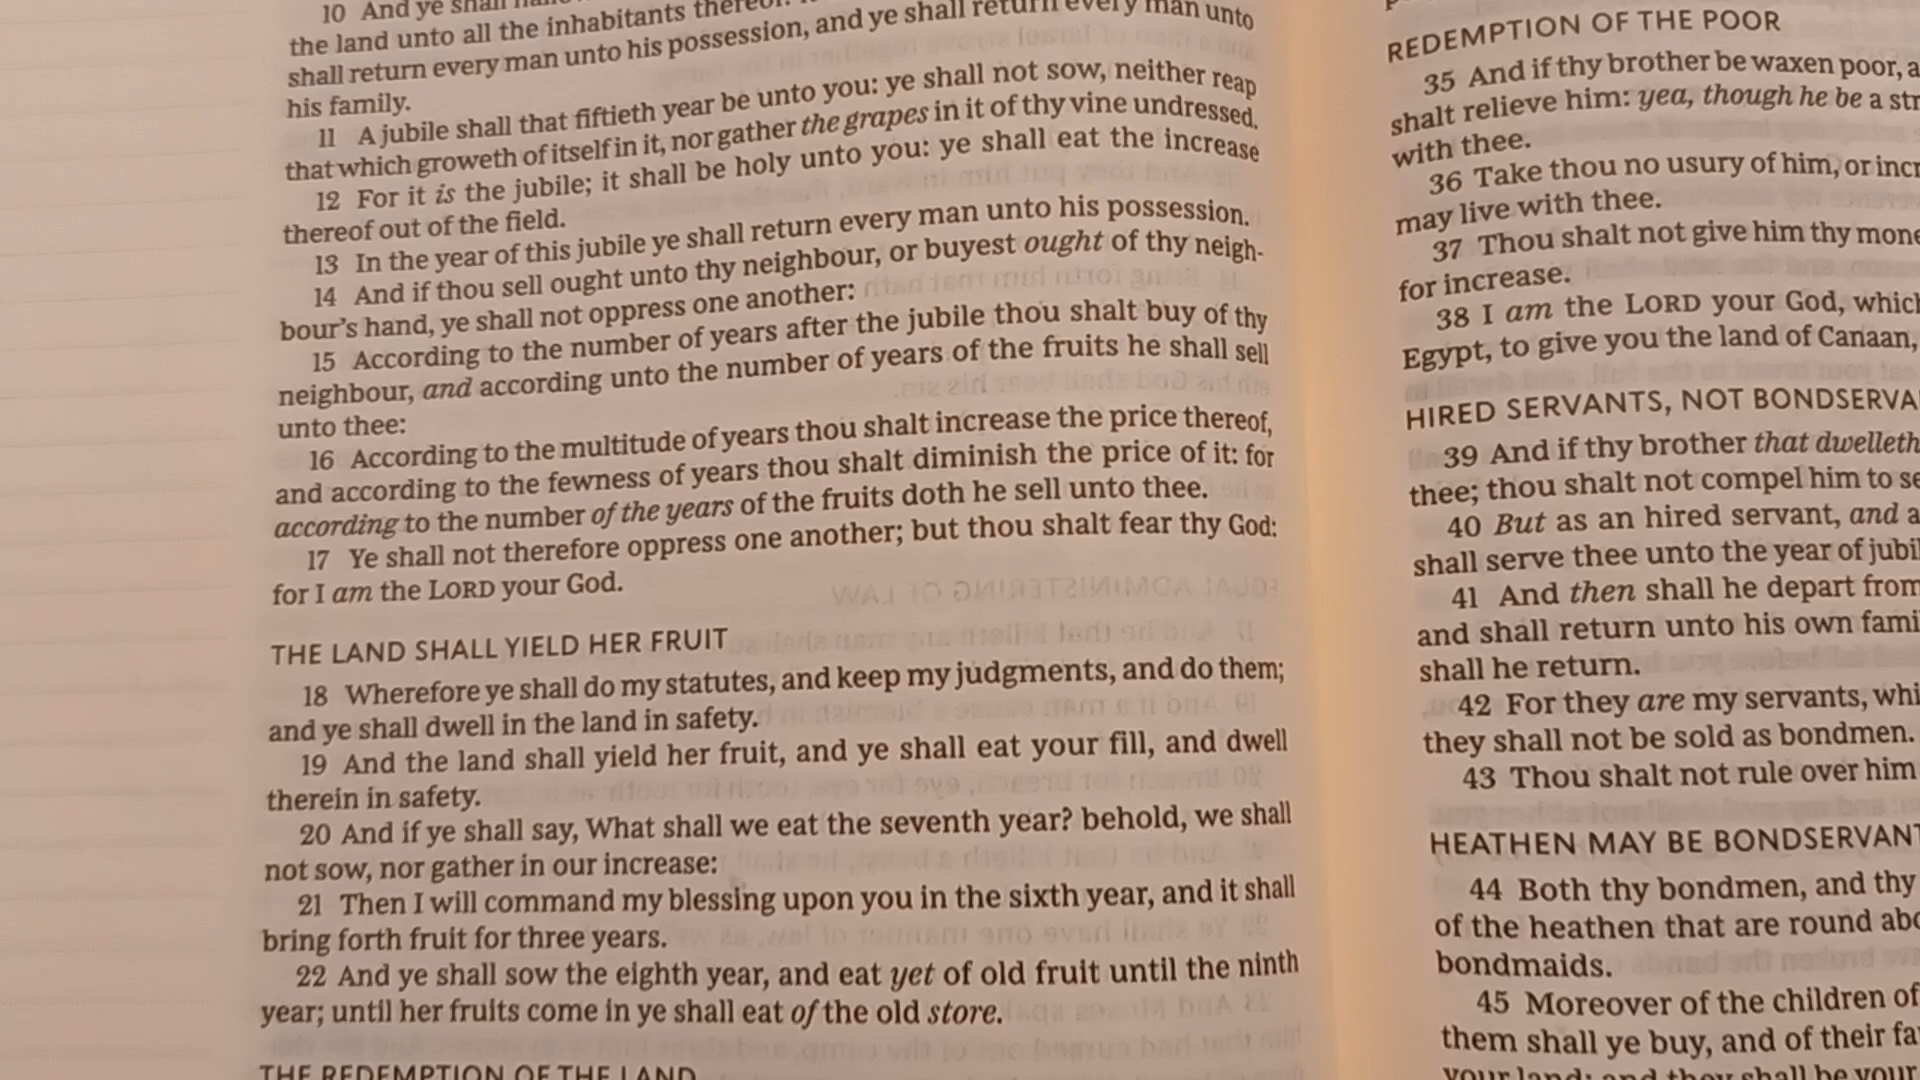 10 And ye shall
the land unto all the inhabitants thereof:
shall return every man unto his possession, and ye shall return every man unto
his family.
11 A jubile shall that fiftieth year be unto you: ye shall not sow, neither reap
that which groweth of itself in it, nor gather the grapes in it of thy vine undressed.
12 For it is the jubile; it shall be holy unto you: ye shall eat the increase
thereof out of the field.
13 In the year of this jubile ye shall return every man unto his possession.
14 And if thou sell ought unto thy neighbour, or buyest ought of thy neigh-
bour's hand, ye shall not oppress one another:
15 According to the number of years after the jubile thou shalt buy of thy
neighbour, and according unto the number of years of the fruits he shall sell
unto thee:
16 According to the multitude of years thou shalt increase the price thereof,
and according to the fewness of years thou shalt diminish the price of it: for
according to the number of the years of the fruits doth he sell unto thee.
17 Ye shall not therefore oppress one another; but thou shalt fear thy God:
for I am the LORD your God.
THE LAND SHALL YIELD HER FRUIT
18 Wherefore ye shall do my statutes, and keep my judgments, and do them;
and ye shall dwell in the land in safety.
19 And the land shall yield her fruit, and ye shall eat your fill, and dwell
therein in safety.
20 And if ye shall say, What shall we eat the seventh year? behold, we shall
not sow, nor gather in our increase:
21 Then I will command my blessing upon you in the sixth year, and it shall
bring forth fruit for three years.
22 And ye shall sow the eighth year, and eat yet of old fruit until the ninth
year; until her fruits come in ye shall eat of the old store.
THE REDEMPTION OF THE LAND
REDEMPTION OF THE POOR
35 And if thy brother be waxen poor, a
shalt relieve him: yea, though he be a str
with thee.
36 Take thou no usury of him, or incr
may live with thee.
37 Thou shalt not give him thy mone
for increase.
38 I am the LORD your God, which
Egypt, to give you the land of Canaan,
HIRED SERVANTS, NOT BONDSERVA
39 And if thy brother that dwelleth
thee; thou shalt not compel him to se
40 But as an hired servant, and a
shall serve thee unto the year of jubil
41 And then shall he depart from
and shall return unto his own fami
shall he return.
42 For they are my servants, whi
they shall not be sold as bondmen.
43 Thou shalt not rule over him
HEATHEN MAY BE BONDSERVANT
44 Both thy bondmen, and thy
of the heathen that are round abo
bondmaids.
45 Moreover of the children of
them shall ye buy, and of their fa
your land: and they shall be your